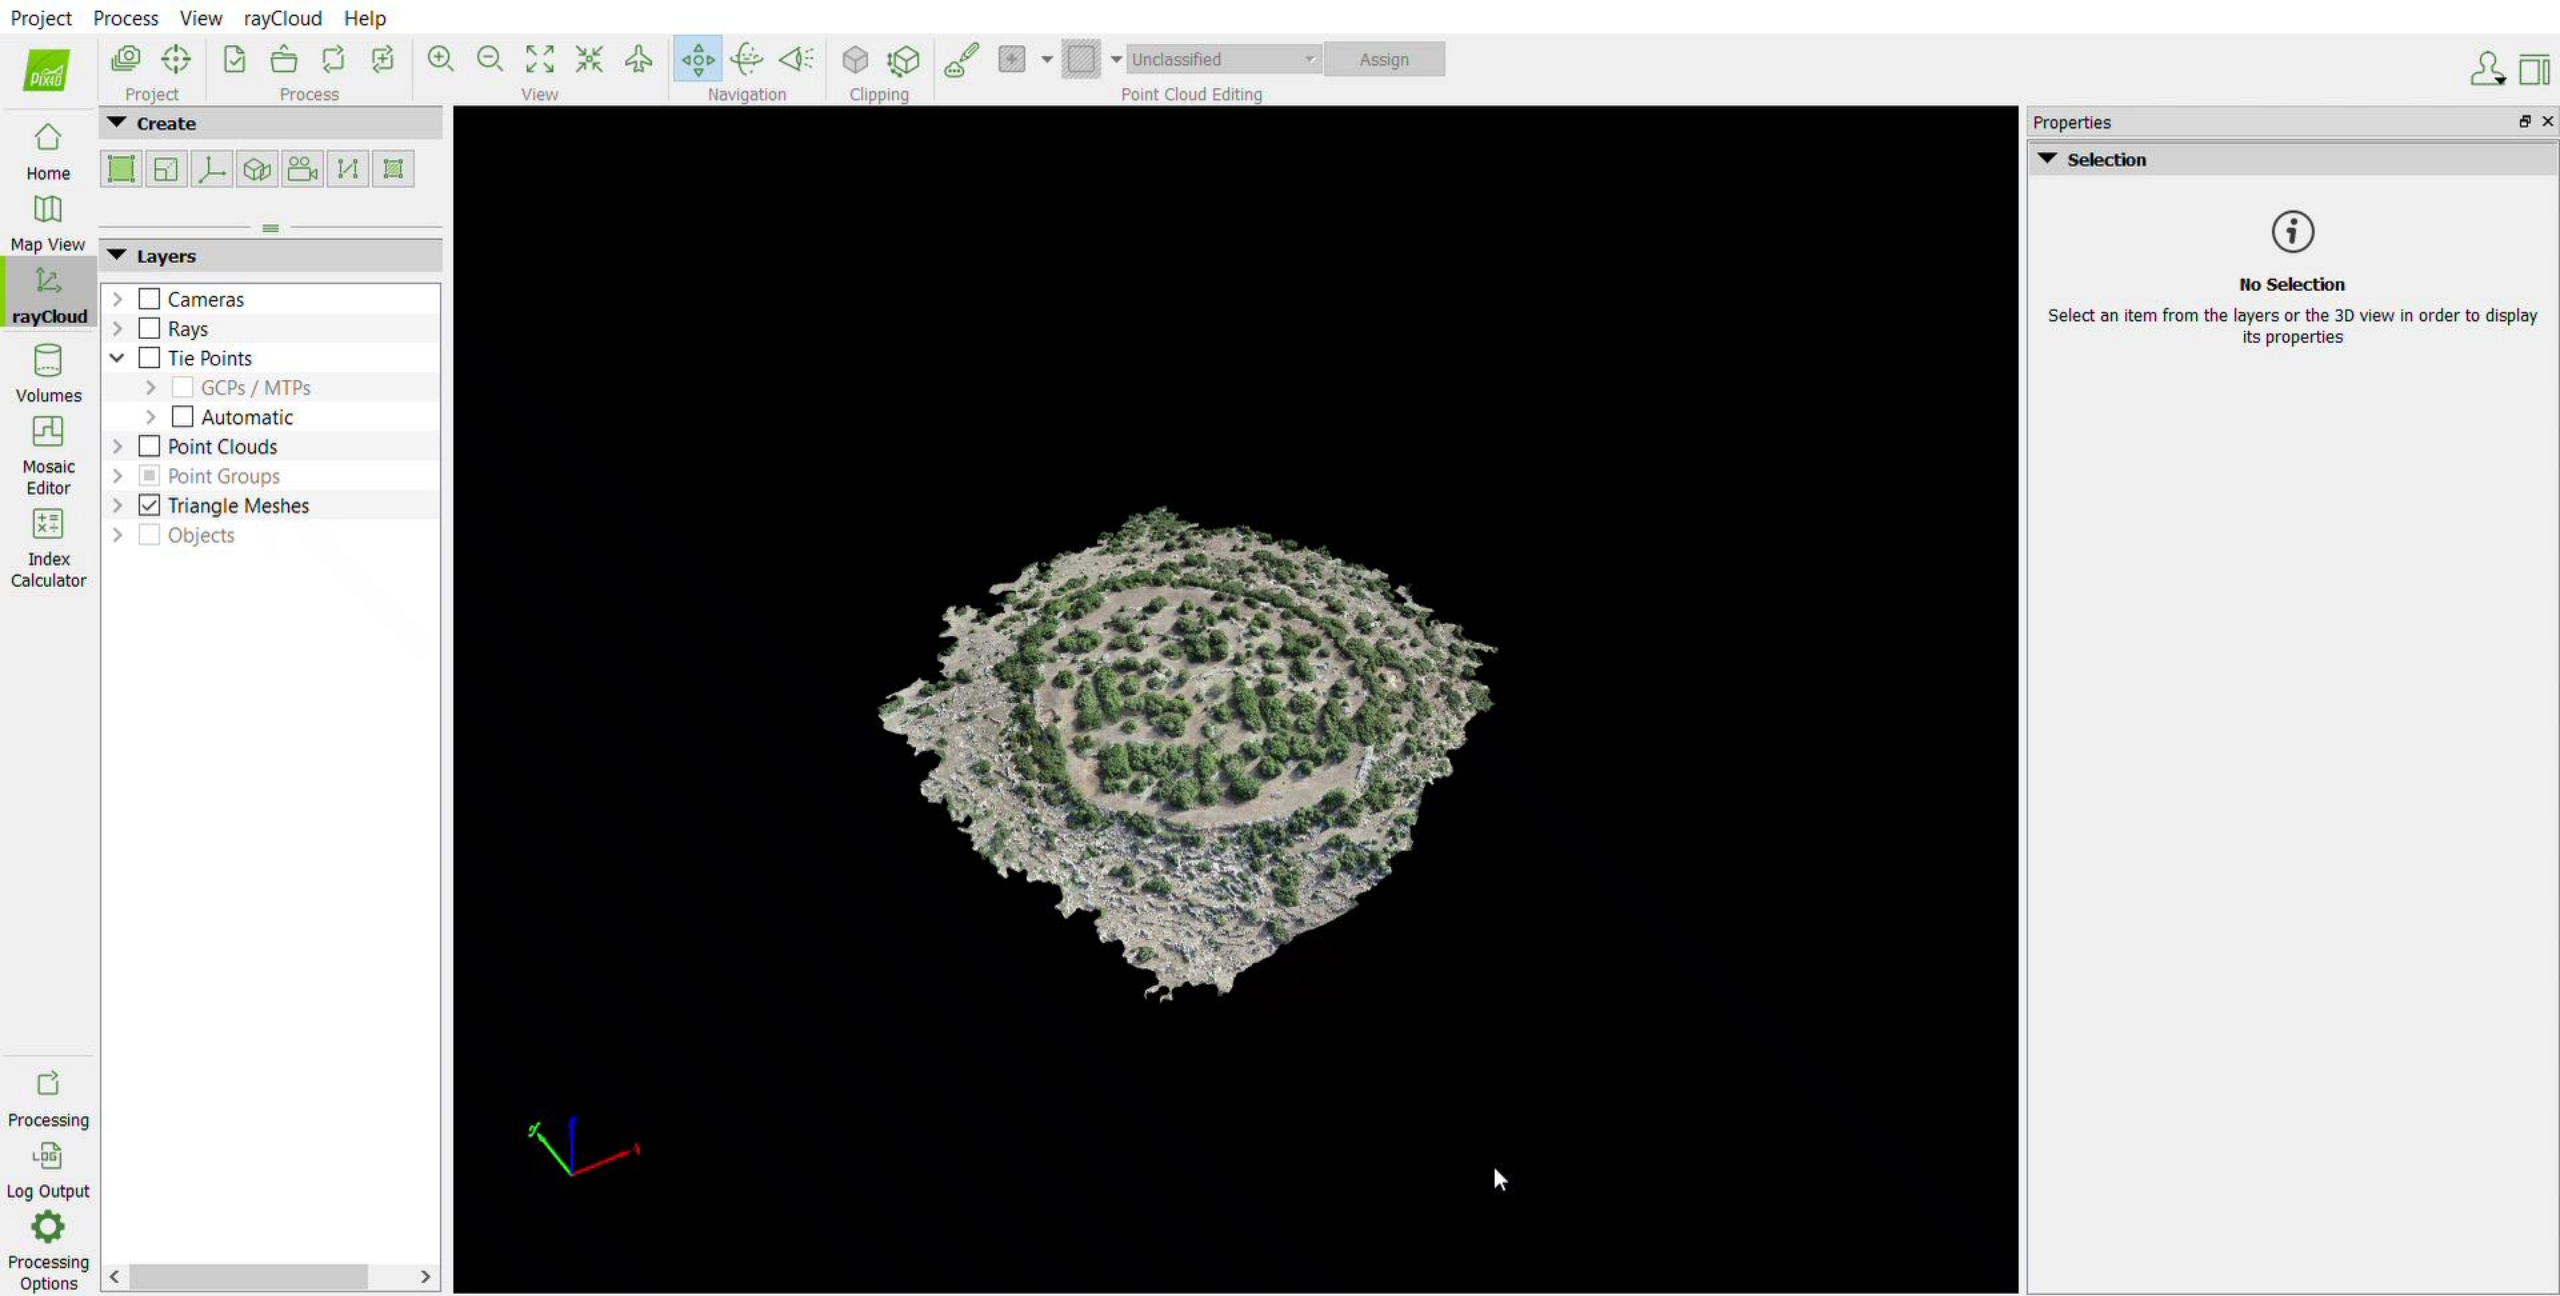 Project Process View rayCloud Help
PIX4D
Unclassified Assign
Project Process View Navigation Clipping Point Cloud Editing
Home
Map View
rayCloud
Volumes
Mosaic
Editor
Index
Calculator
Processing
LOG
Log Output
Processing
Options
Create
Layers
Cameras
Rays
Tie Points
GCPs / MTPs
Automatic
Point Clouds
Point Groups
Triangle Meshes
Objects
Properties
Selection
No Selection
Select an item from the layers or the 3D view in order to display
its properties